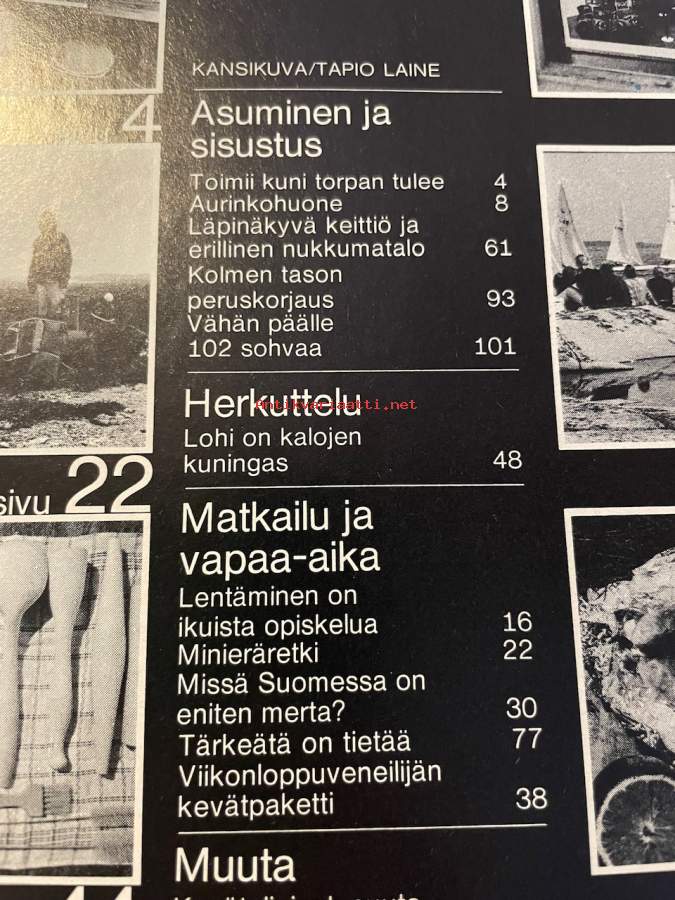 KANSIKUVA/TAPIO LAINE
4
Asuminen ja
sisustus
Toimii kuni torpan tulee 4
Aurinkohuone 8
Läpinäkyvä keittiö ja
erillinen nukkumatalo 61
Kolmen tason
peruskorjaus 93
Vähän päälle
102 sohvaa 101
Herkuttelu
Antikvariaatti.net
Lohi on kalojen
kuningas 48
sivu 22
Matkailu ja
vapaa-aika
Lentäminen on
ikuista opiskelua 16
Minieräretki 22
Missä Suomessa on
eniten merta? 30
Tärkeätä on tietää 77
Viikonloppuveneilijän
kevätpaketti 38
Muuta